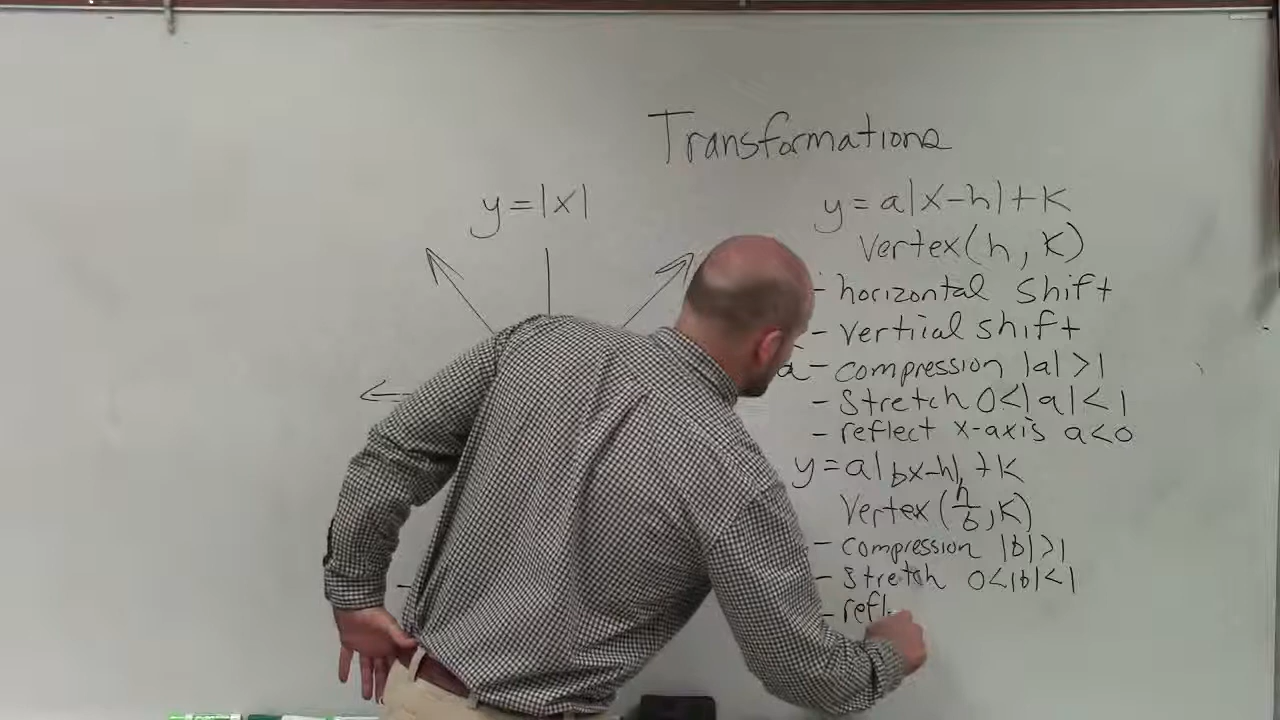 Transformations
y=|x|
y=a|x-h|+k
Vertex(h, k)
- horizontal shift
- vertiial shift
a- compression |a|>1
- Stretch 0<|a|<1
- reflect x-axis a<0
y=a|bx-h|+k
Vertex(h/b, k)
- compression |b|>1
- Stretch 0<|b|<1
- refl